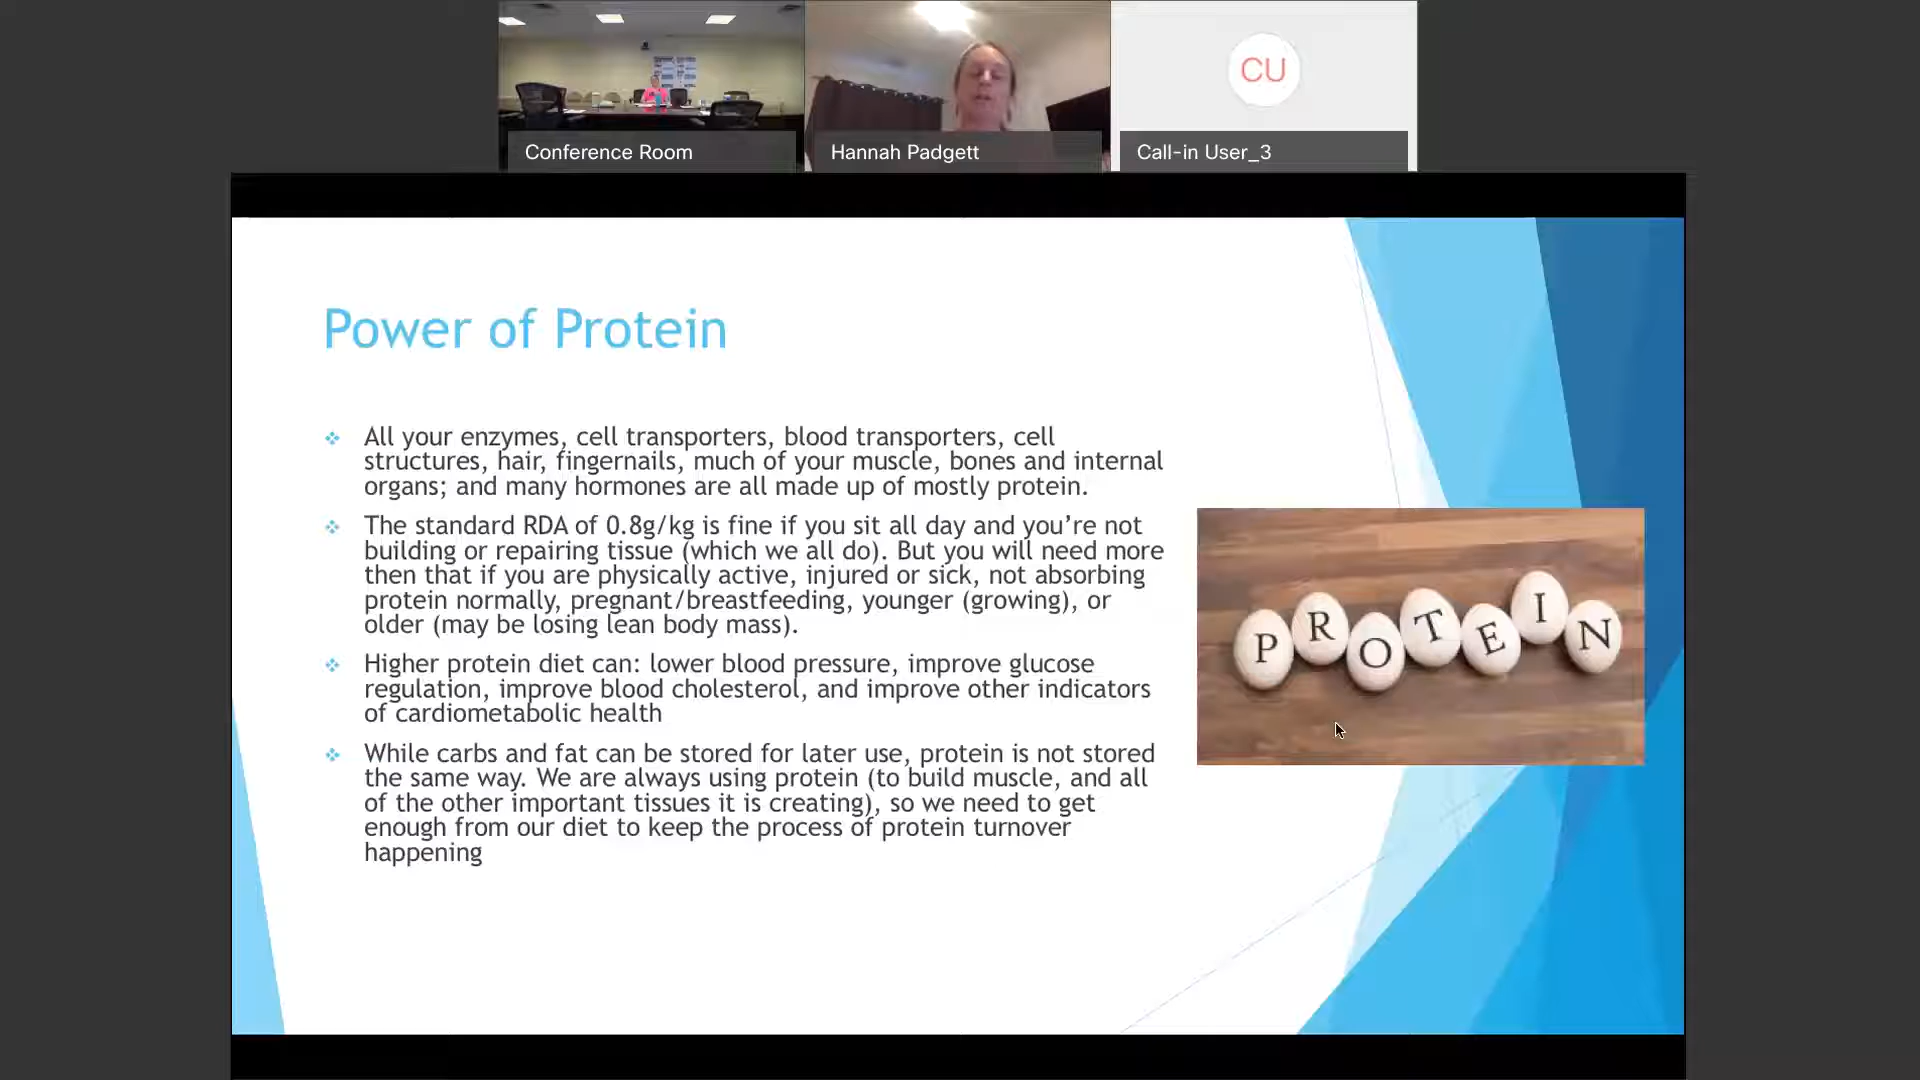 Conference Room
Hannah Padgett
CU
Call-in User_3
Power of Protein
All your enzymes, cell transporters, blood transporters, cell
structures, hair, fingernails, much of your muscle, bones and internal
organs; and many hormones are all made up of mostly protein.
The standard RDA of 0.8g/kg is fine if you sit all day and you’re not
building or repairing tissue (which we all do). But you will need more
then that if you are physically active, injured or sick, not absorbing
protein normally, pregnant/breastfeeding, younger (growing), or
older (may be losing lean body mass).
Higher protein diet can: lower blood pressure, improve glucose
regulation, improve blood cholesterol, and improve other indicators
of cardiometabolic health
While carbs and fat can be stored for later use, protein is not stored
the same way. We are always using protein (to build muscle, and all
of the other important tissues it is creating), so we need to get
enough from our diet to keep the process of protein turnover
happening
PROTEIN